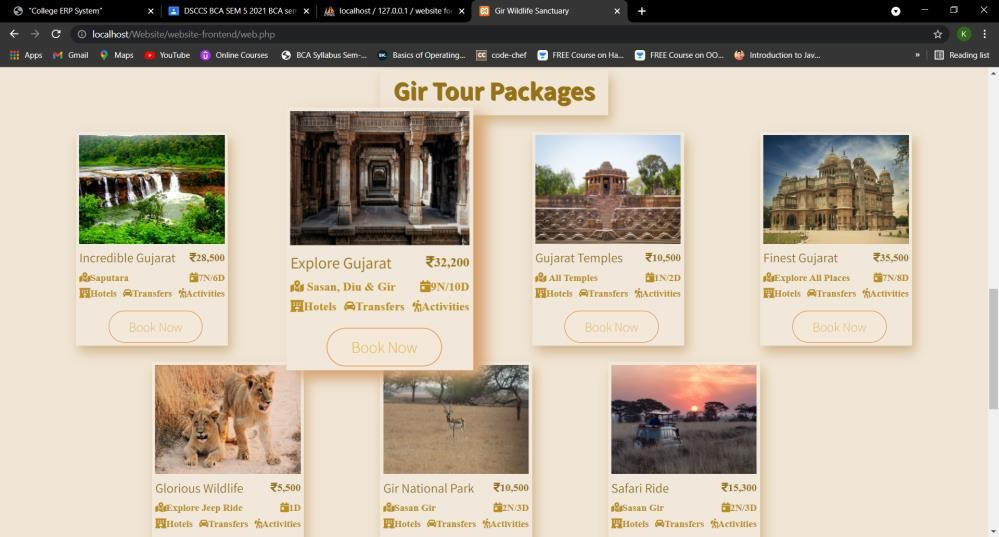 "College ERP System"
DSCCS BCA SEM 5 2021 BCA sem
localhost / 127.0.0.1 / website fo
Gir Wildlife Sanctuary
localhost/Website/website-frontend/web.php
K
Apps
Gmail
Maps
YouTube
Online Courses
BCA Syllabus Sem-...
Basics of Operating...
code-chef
FREE Course on Ha...
FREE Course on OO...
Introduction to Jav...
»
Reading list
Gir Tour Packages
Incredible Gujarat ₹28,500
Saputara 7N/6D
Hotels Transfers Activities
Book Now
Explore Gujarat ₹32,200
Sasan, Diu & Gir 9N/10D
Hotels Transfers Activities
Book Now
Gujarat Temples ₹10,500
All Temples 1N/2D
Hotels Transfers Activities
Book Now
Finest Gujarat ₹35,500
Explore All Places 7N/8D
Hotels Transfers Activities
Book Now
Glorious Wildlife ₹5,500
Explore Jeep Ride 1D
Hotels Transfers Activities
Gir National Park ₹10,500
Sasan Gir 2N/3D
Hotels Transfers Activities
Safari Ride ₹15,300
Sasan Gir 2N/3D
Hotels Transfers Activities